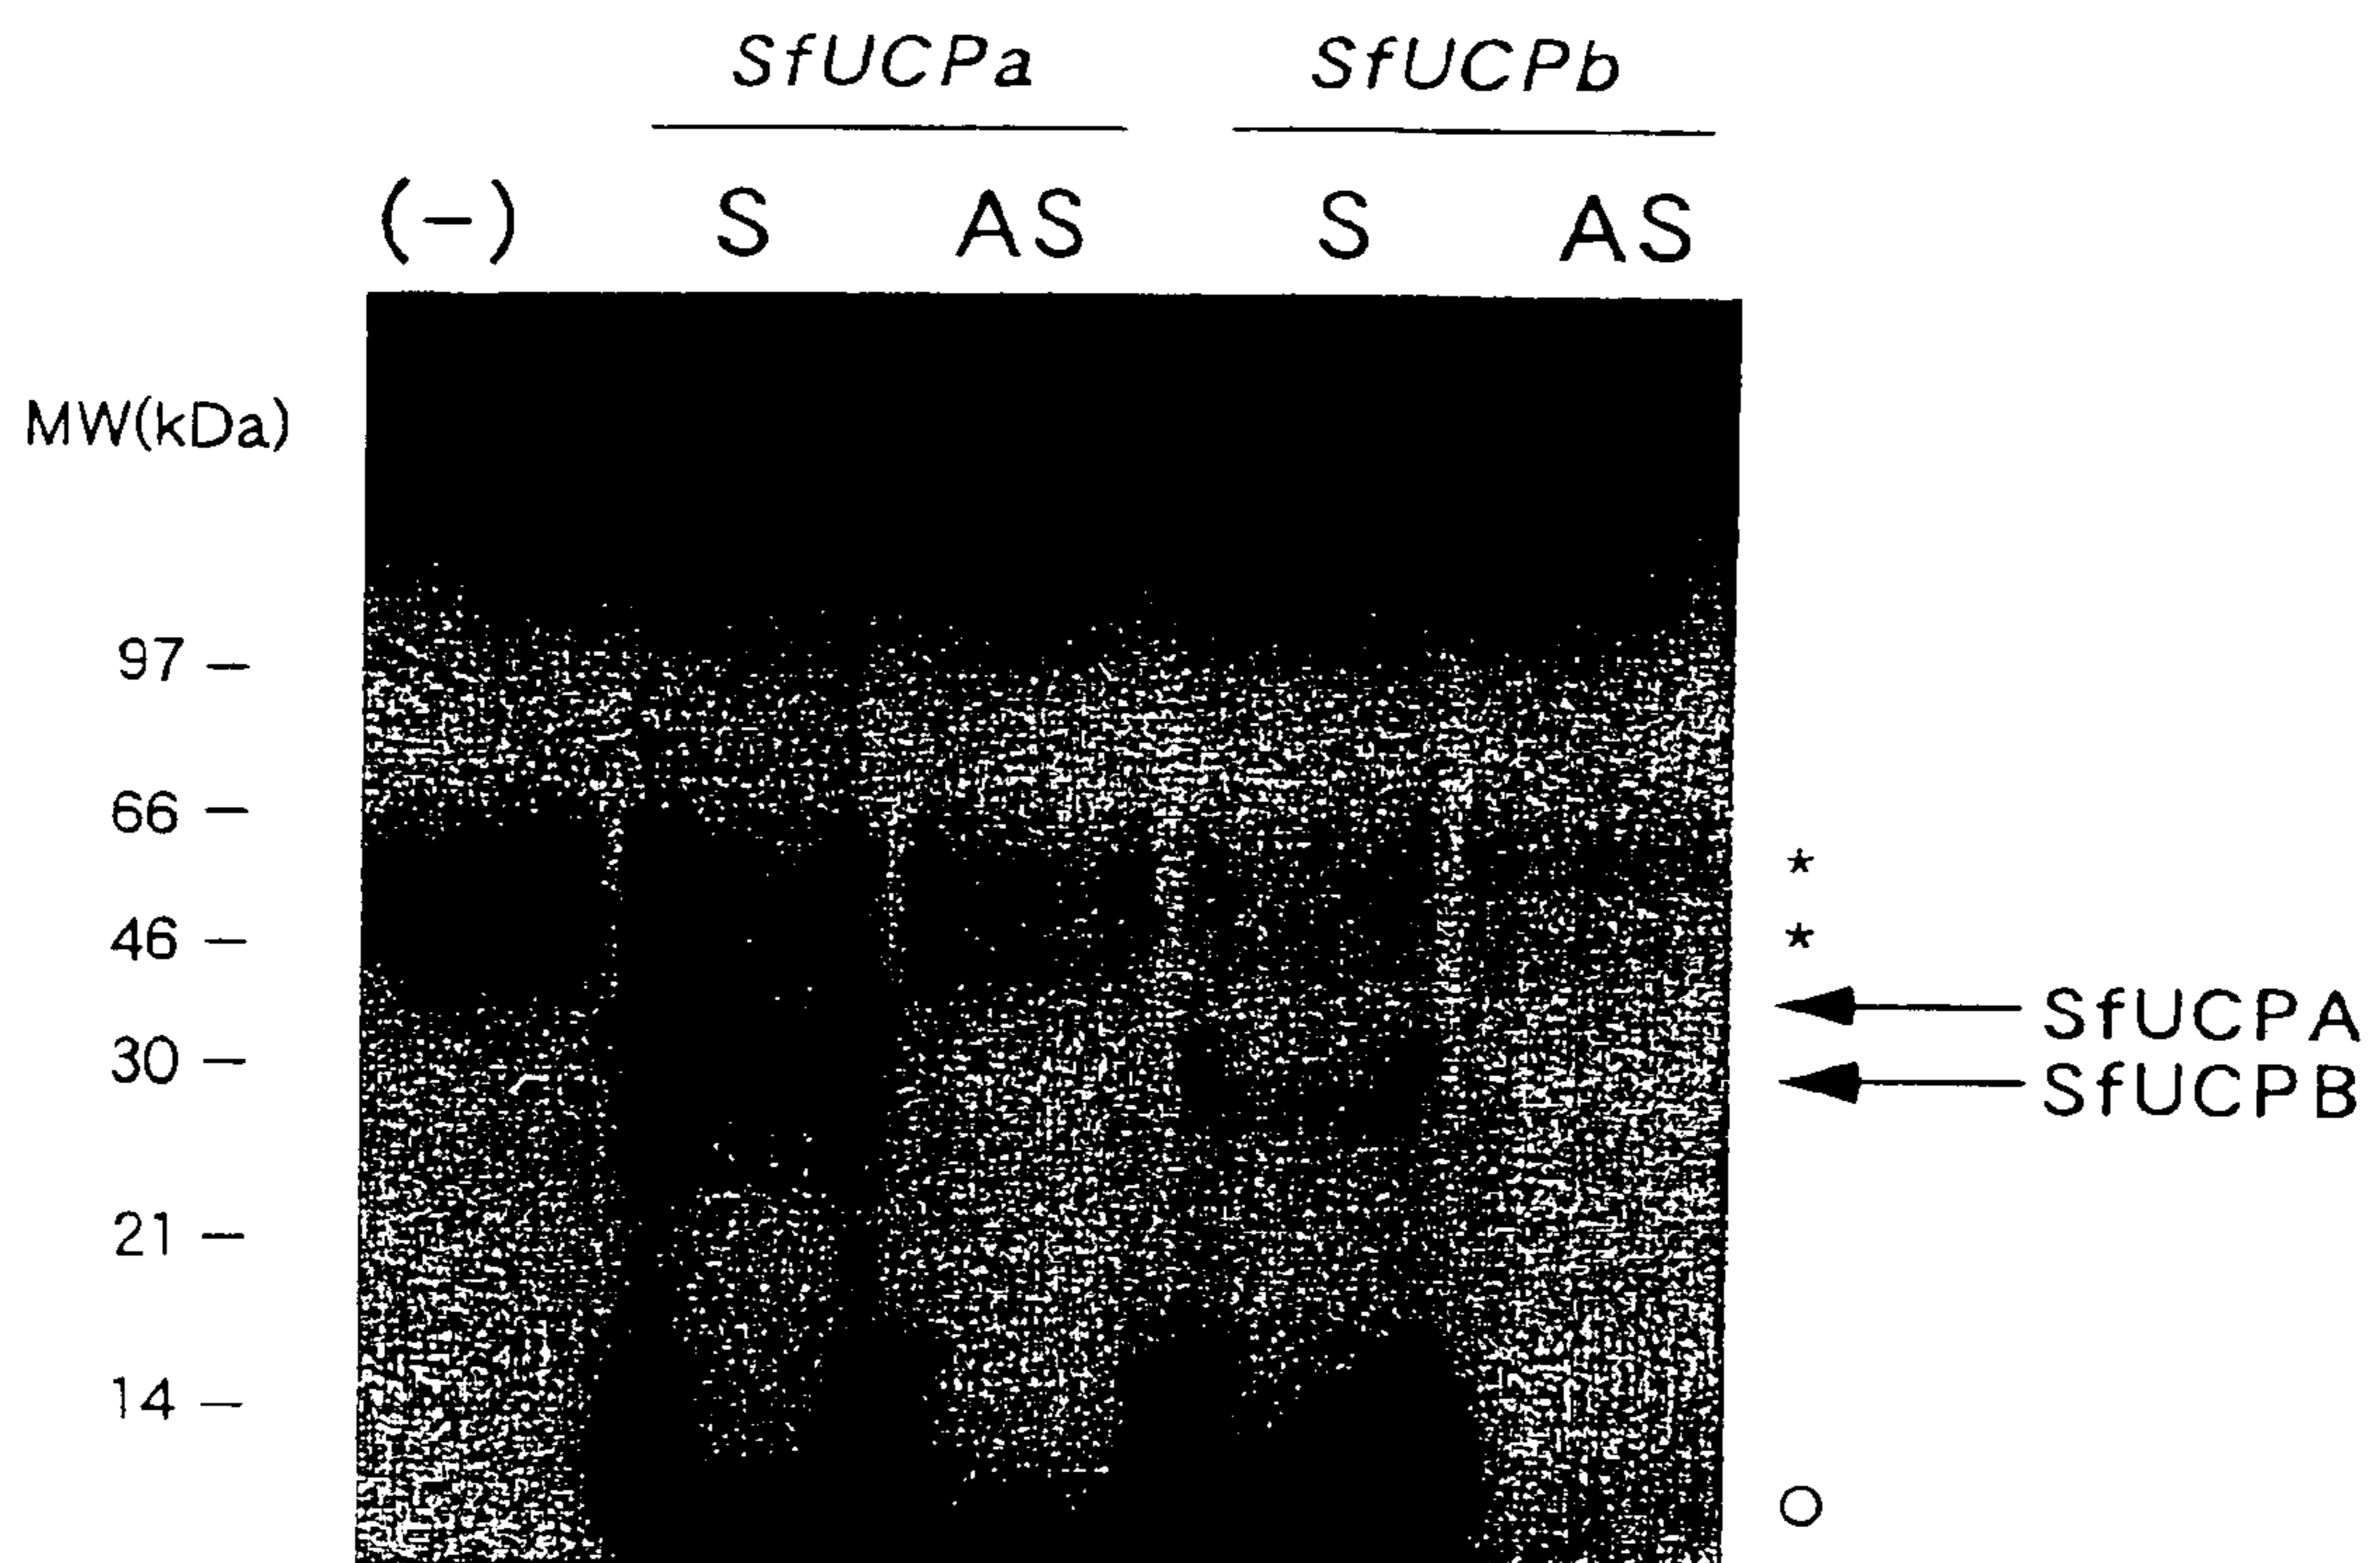 SfUCPa SfUCPb
(-) S AS S AS
MW(kDa)
97 –
66 –
*
46 –
*
SfUCPA
30 –
SfUCPB
21 –
14 –
○